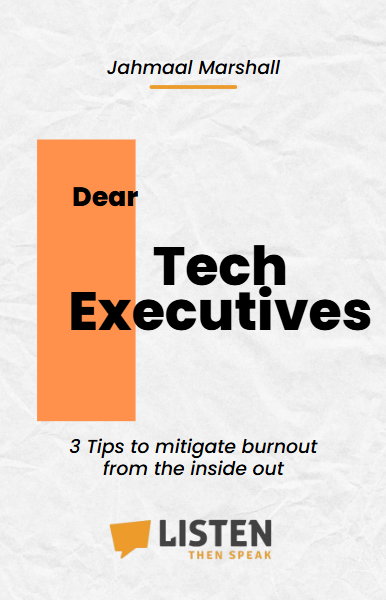 Jahmaal Marshall
Dear
Tech
Executives
3 Tips to mitigate burnout
from the inside out
LISTEN
THEN SPEAK